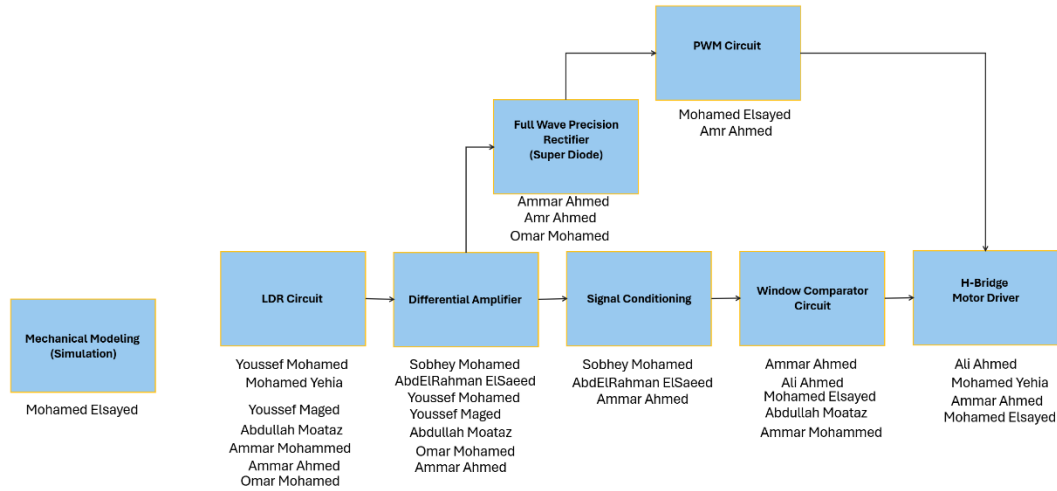 PWM Circuit
Mohamed Elsayed
Amr Ahmed
Full Wave Precision
Rectifier
(Super Diode)
Ammar Ahmed
Amr Ahmed
Omar Mohamed
Mechanical Modeling
(Simulation)
Mohamed Elsayed
LDR Circuit
Youssef Mohamed
Mohamed Yehia
Youssef Maged
Abdullah Moataz
Ammar Mohammed
Ammar Ahmed
Omar Mohamed
Differential Amplifier
Sobhey Mohamed
AbdElRahman ElSaeed
Youssef Mohamed
Youssef Maged
Abdullah Moataz
Omar Mohamed
Ammar Ahmed
Signal Conditioning
Sobhey Mohamed
AbdElRahman ElSaeed
Ammar Ahmed
Window Comparator
Circuit
Ammar Ahmed
Ali Ahmed
Mohamed Elsayed
Abdullah Moataz
Ammar Mohammed
H-Bridge
Motor Driver
Ali Ahmed
Mohamed Yehia
Ammar Ahmed
Mohamed Elsayed